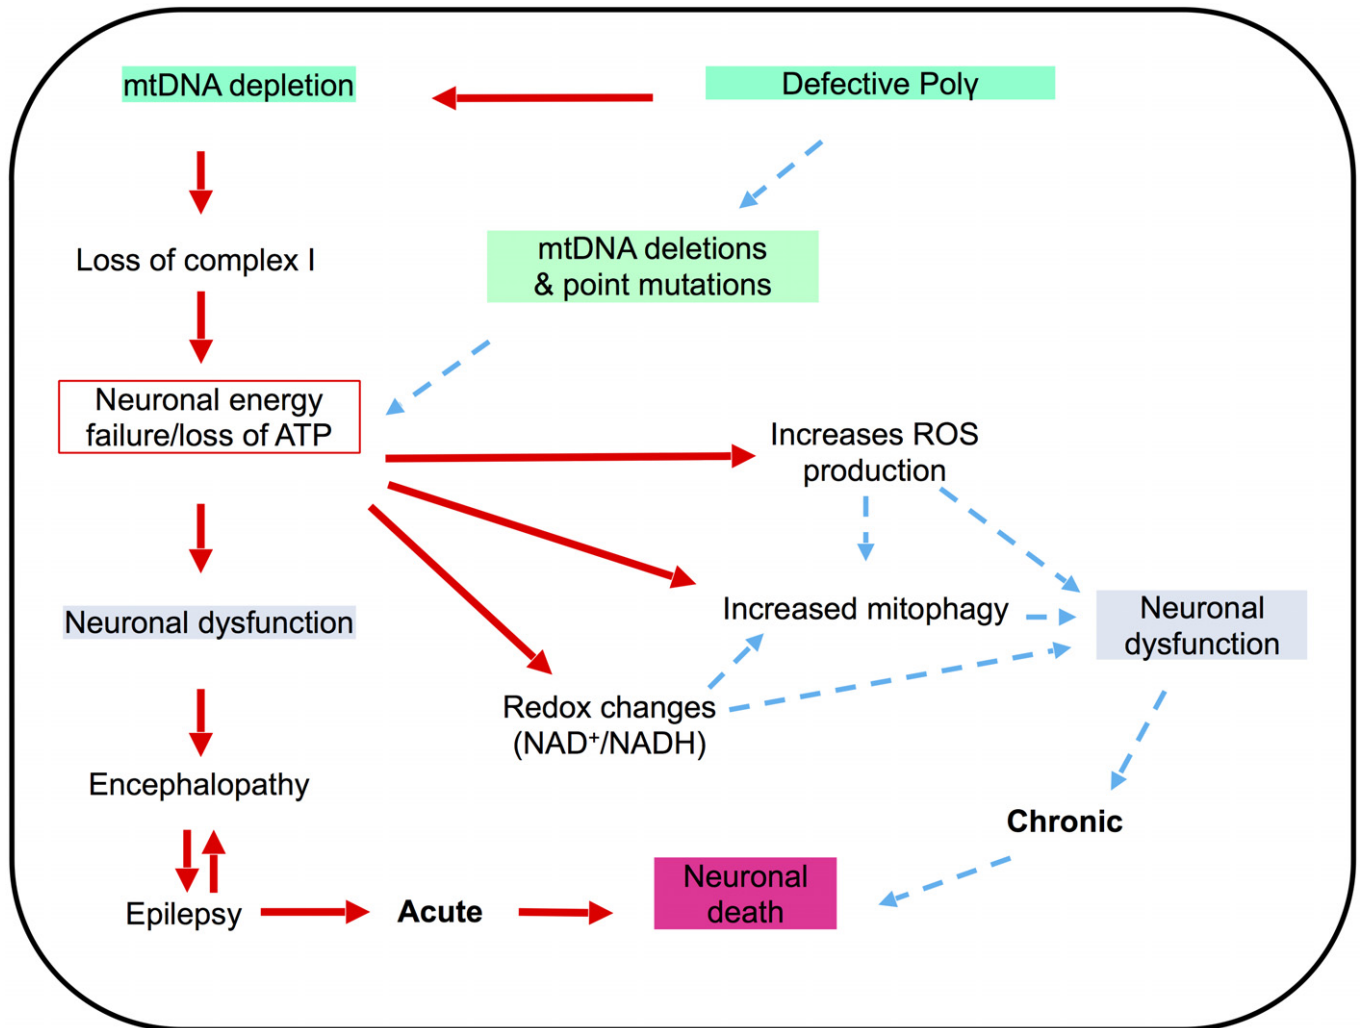 mtDNA depletion
Defective Polγ
mtDNA deletions
& point mutations
Loss of complex I
Neuronal energy
failure/loss of ATP
Increases ROS
production
Increased mitophagy
Neuronal dysfunction
Neuronal
dysfunction
Redox changes
(NAD⁺/NADH)
Encephalopathy
Chronic
Epilepsy
Acute
Neuronal
death